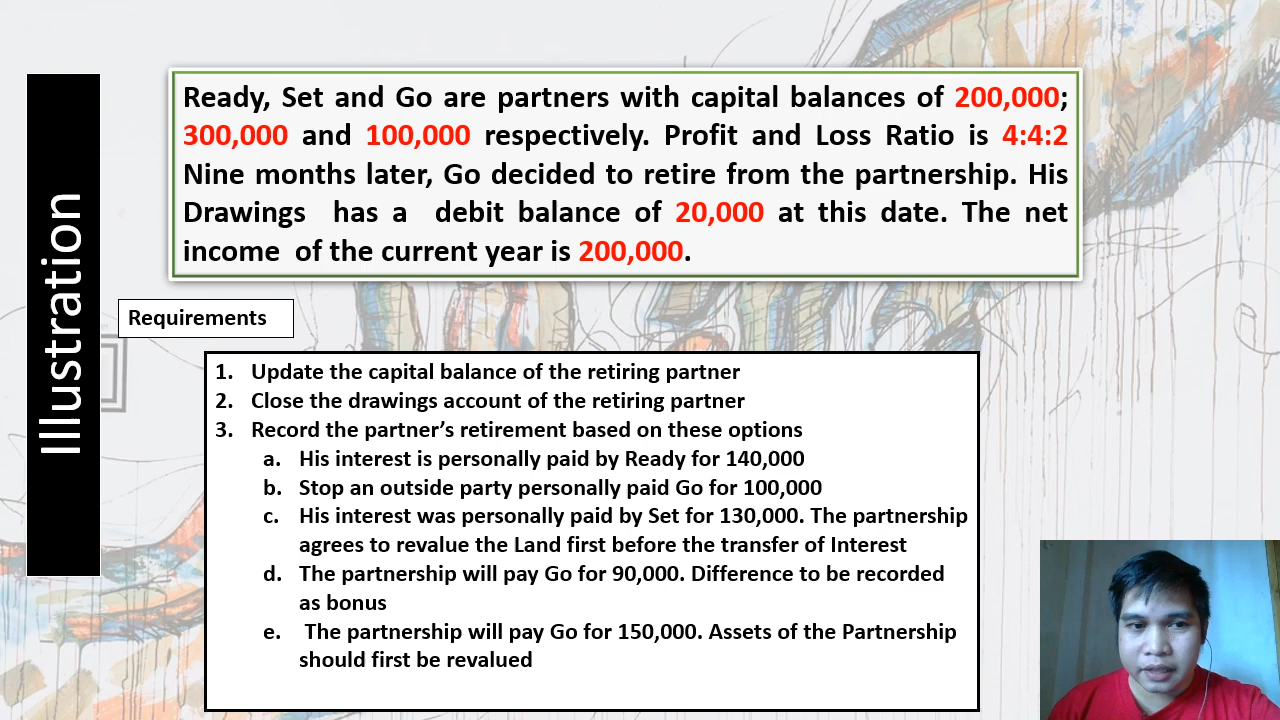 Illustration
Ready, Set and Go are partners with capital balances of 200,000;
300,000 and 100,000 respectively. Profit and Loss Ratio is 4:4:2
Nine months later, Go decided to retire from the partnership. His
Drawings has a debit balance of 20,000 at this date. The net
income of the current year is 200,000.
Requirements
1. Update the capital balance of the retiring partner
2. Close the drawings account of the retiring partner
3. Record the partner’s retirement based on these options
a. His interest is personally paid by Ready for 140,000
b. Stop an outside party personally paid Go for 100,000
c. His interest was personally paid by Set for 130,000. The partnership
agrees to revalue the Land first before the transfer of Interest
d. The partnership will pay Go for 90,000. Difference to be recorded
as bonus
e. The partnership will pay Go for 150,000. Assets of the Partnership
should first be revalued